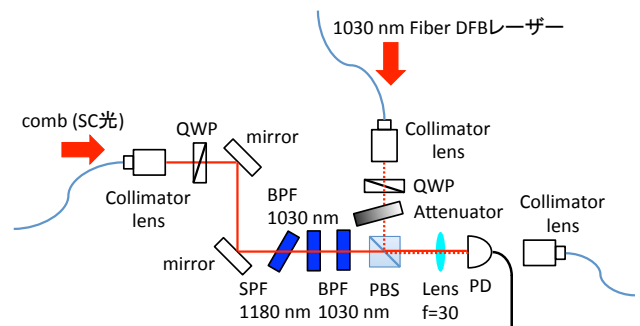 1030 nm Fiber DFBレーザー
comb (SC光)
QWP
mirror
Collimator
lens
Collimator
lens
QWP
Attenuator
Collimator
lens
BPF
1030 nm
mirror
SPF
1180 nm
BPF
1030 nm
PBS
Lens
f=30
PD